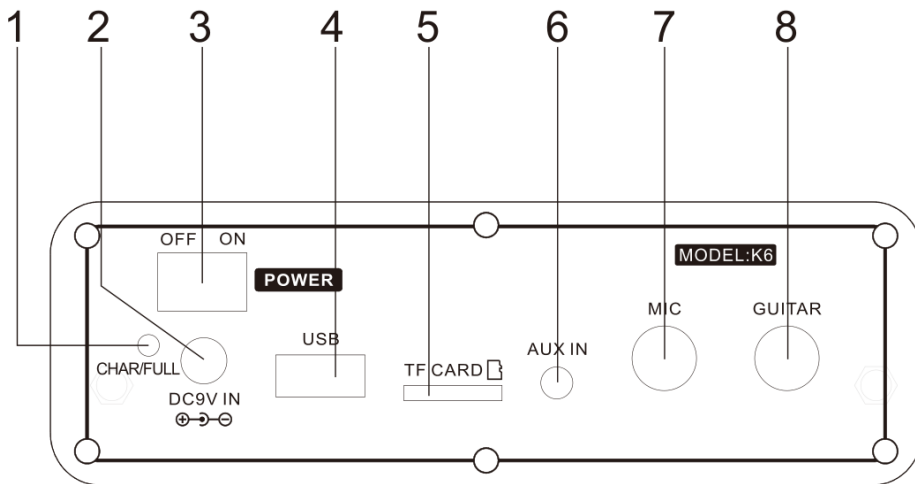 1 2 3 4 5 6 7 8
OFF ON
POWER
MODEL:K6
MIC
GUITAR
USB
AUX IN
CHAR/FULL
TF CARD
DC9V IN